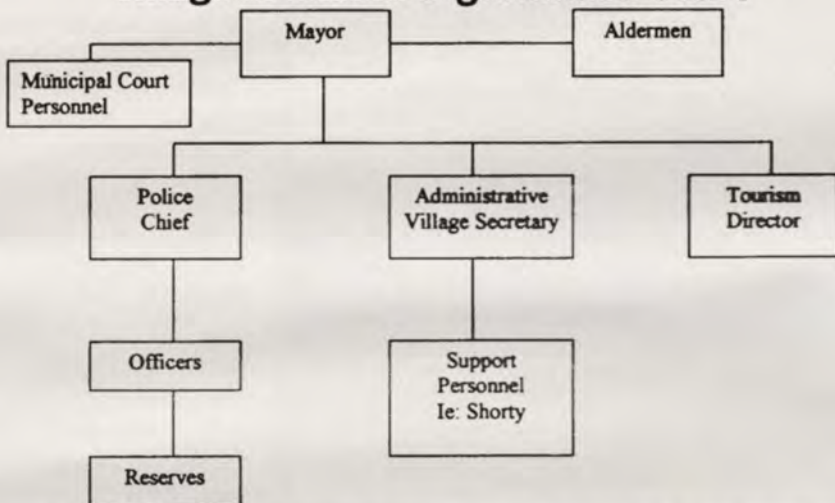 Mayor
Aldermen
Municipal Court
Personnel
Police
Chief
Administrative
Village Secretary
Tourism
Director
Officers
Support
Personnel
Ie: Shorty
Reserves